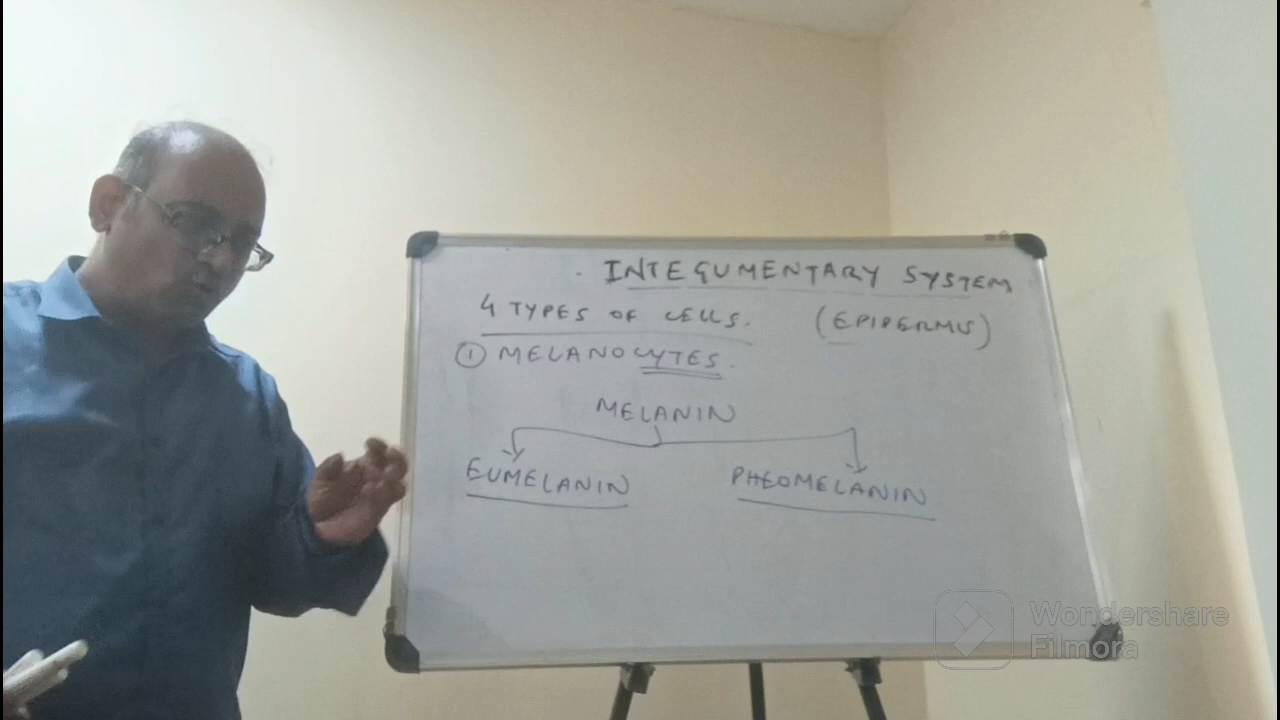 INTEGUMENTARY SYSTEM
4 TYPES OF CELLS. (EPIDERMIS)
① MELANOCYTES.
MELANIN
EUMELANIN PHEOMELANIN
Wondershare
Filmora